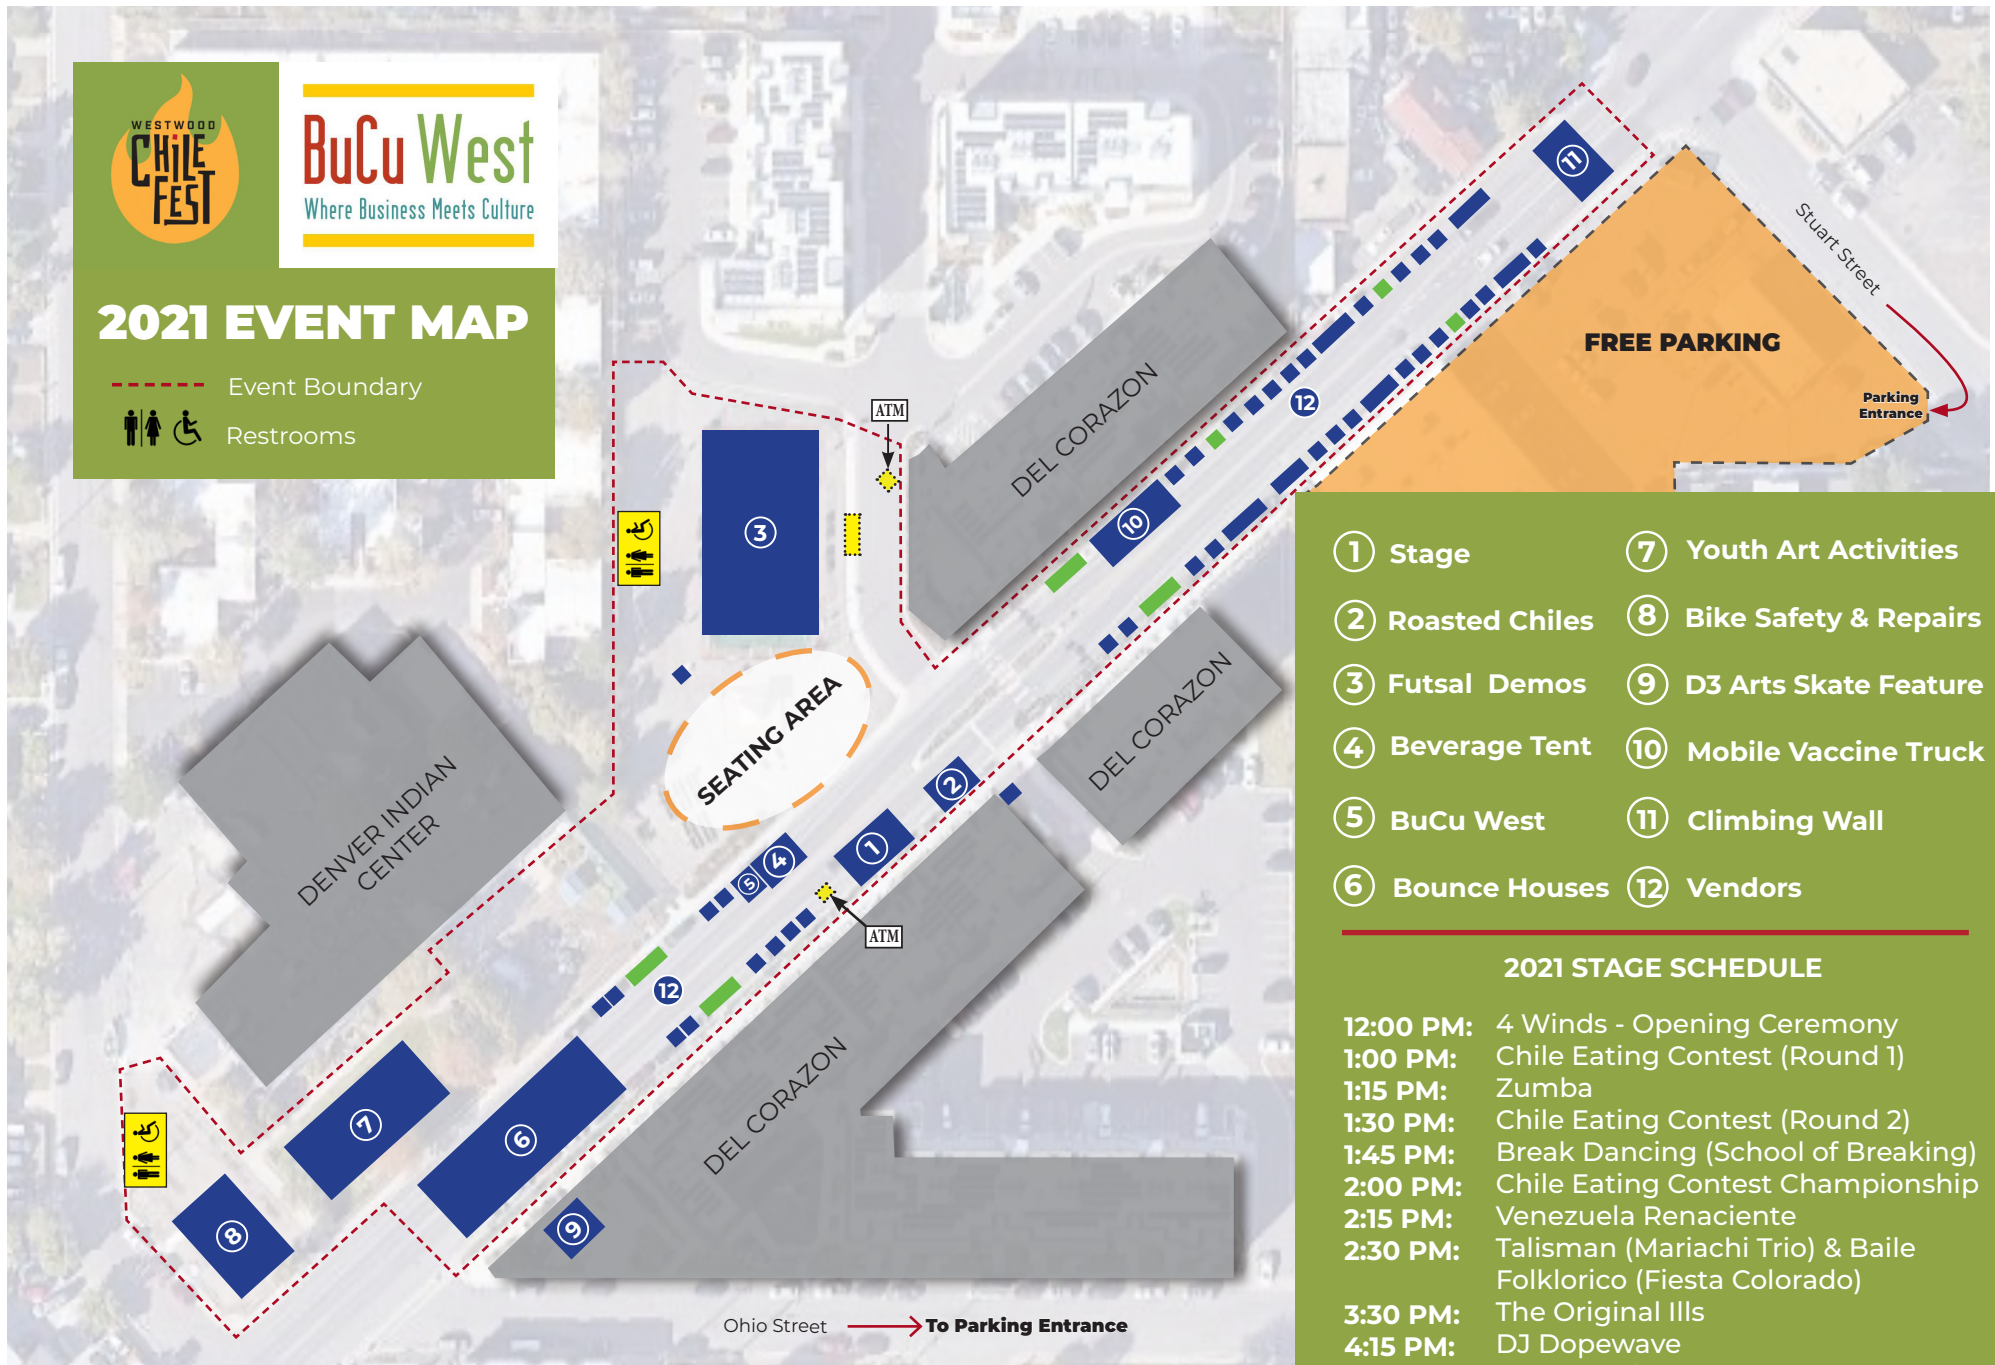 WESTWOOD
CHiLE
FEST
BuCu West
Where Business Meets Culture
2021 EVENT MAP
Event Boundary
Restrooms
ATM
3
SEATING AREA
DENVER INDIAN
CENTER
DEL CORAZON
10
12
11
FREE PARKING
Stuart Street
Parking
Entrance
DEL CORAZON
2
1
4
5
ATM
12
DEL CORAZON
7
6
8
9
Ohio Street
To Parking Entrance
1 Stage
2 Roasted Chiles
3 Futsal Demos
4 Beverage Tent
5 BuCu West
6 Bounce Houses
7 Youth Art Activities
8 Bike Safety & Repairs
9 D3 Arts Skate Feature
10 Mobile Vaccine Truck
11 Climbing Wall
12 Vendors
2021 STAGE SCHEDULE
12:00 PM: 4 Winds - Opening Ceremony
1:00 PM: Chile Eating Contest (Round 1)
1:15 PM: Zumba
1:30 PM: Chile Eating Contest (Round 2)
1:45 PM: Break Dancing (School of Breaking)
2:00 PM: Chile Eating Contest Championship
2:15 PM: Venezuela Renaciente
2:30 PM: Talisman (Mariachi Trio) & Baile
Folklorico (Fiesta Colorado)
3:30 PM: The Original Ills
4:15 PM: DJ Dopewave